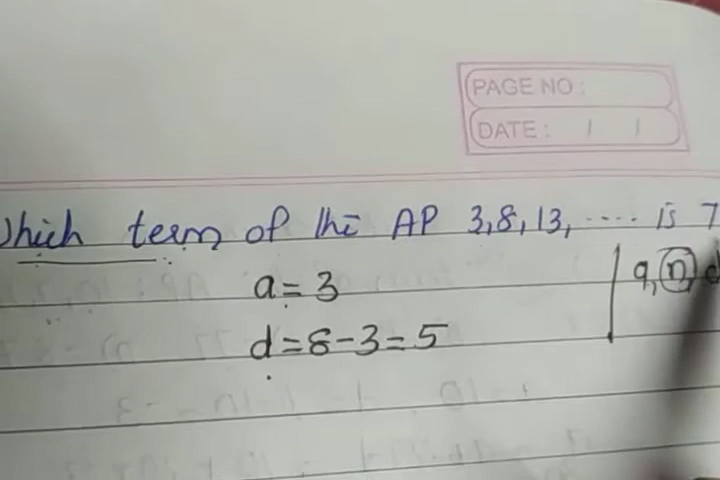 PAGE NO :
DATE : / /
Which term of the AP 3,8,13, ..... is 7
a = 3
a, n, d
d = 8 - 3 = 5